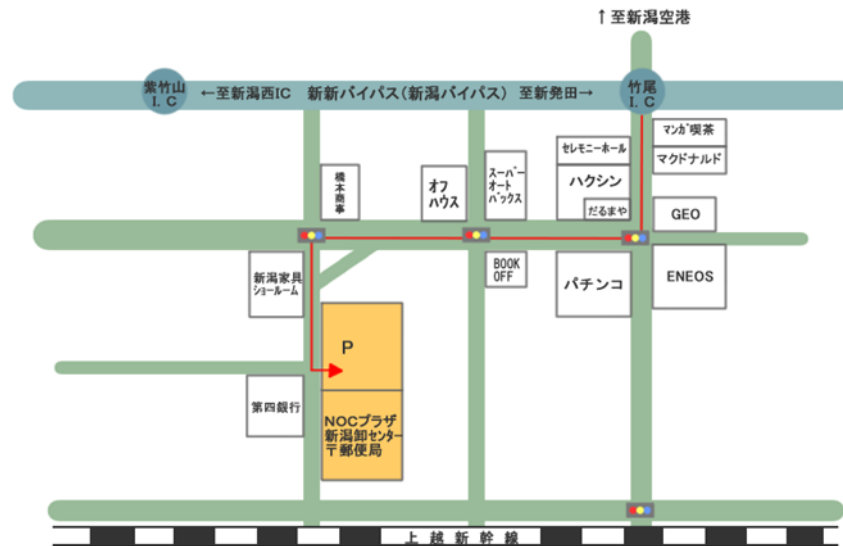 ↑至新潟空港
紫竹山
I.C
←至新潟西IC 新新バイパス(新潟バイパス) 至新発田→
竹尾
I.C
マンガ喫茶
マクドナルド
セレモニーホール
ハクシン
だるまや
スーパー
オート
バックス
オフ
ハウス
橋本商事
GEO
新潟家具
ショールーム
BOOK
OFF
パチンコ
ENEOS
P
第四銀行
NOCプラザ
新潟卸センター
〒郵便局
上越新幹線